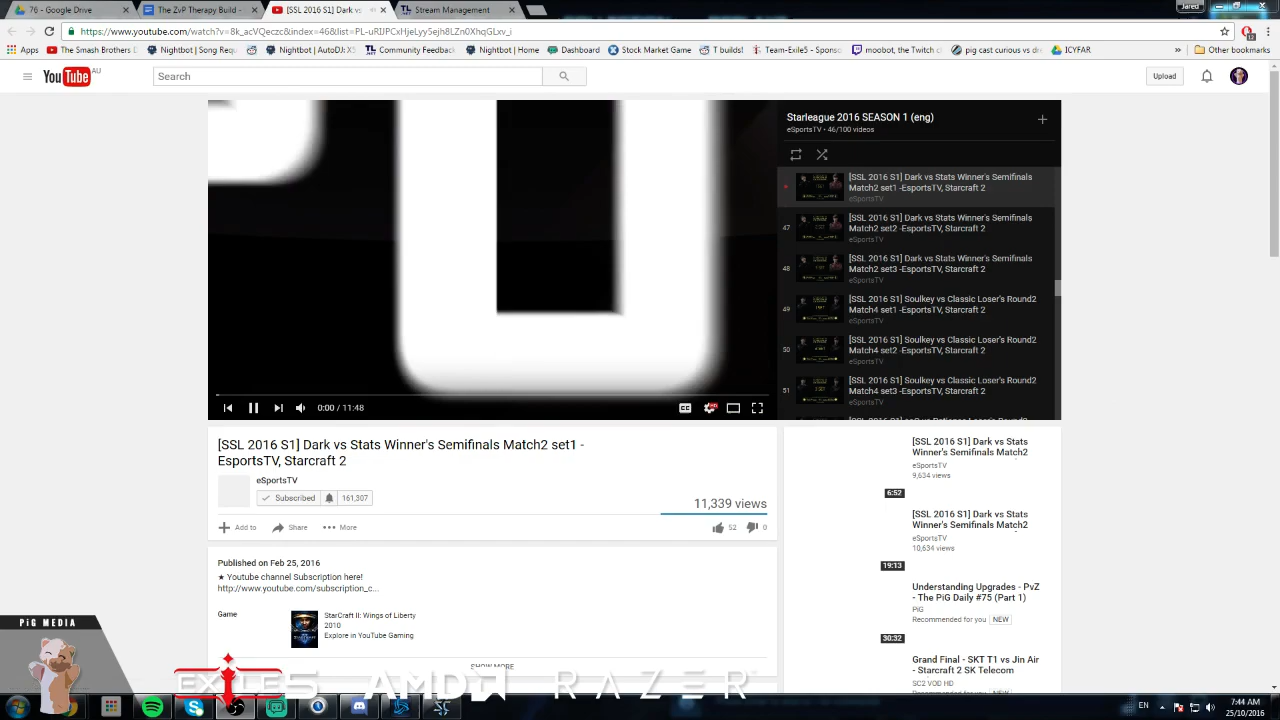 76 - Google Drive
The ZvP Therapy Build -
[SSL 2016 S1] Dark vs
Stream Management
Jared
https://www.youtube.com/watch?v=8k_acVQeczc&index=46&list=PL-uRIJPCxHjeLyy5ejh8LZn0XhqGIxv_i
Apps
The Smash Brothers D
Nightbot | Song Requ
Nightbot | AutoDJ: XS
Community Feedba
Nightbot | Home
Dashboard
Stock Market Game
T builds!
Team-Exile5 - Sponso
moobot, the Twitch
pig cast curious vs dr
ICYFAR
»
Other bookmarks
YouTube AU
Search
Upload
Starleague 2016 SEASON 1 (eng)
eSportsTV • 46/100 videos
[SSL 2016 S1] Dark vs Stats Winner's Semifinals
Match2 set1 -EsportsTV, Starcraft 2
eSportsTV
47
[SSL 2016 S1] Dark vs Stats Winner's Semifinals
Match2 set2 -EsportsTV, Starcraft 2
eSportsTV
48
[SSL 2016 S1] Dark vs Stats Winner's Semifinals
Match2 set3 -EsportsTV, Starcraft 2
eSportsTV
49
[SSL 2016 S1] Soulkey vs Classic Loser's Round2
Match4 set1 -EsportsTV, Starcraft 2
eSportsTV
50
[SSL 2016 S1] Soulkey vs Classic Loser's Round2
Match4 set2 -EsportsTV, Starcraft 2
eSportsTV
51
[SSL 2016 S1] Soulkey vs Classic Loser's Round2
Match4 set3 -EsportsTV, Starcraft 2
eSportsTV
0:00 / 11:48
CC
HD
[SSL 2016 S1] Dark vs Stats Winner's Semifinals Match2 set1 -
EsportsTV, Starcraft 2
eSportsTV
Subscribed
161,307
11,339 views
Add to
Share
More
52
0
Published on Feb 25, 2016
★ Youtube channel Subscription here!
http://www.youtube.com/subscription_c...
Game
StarCraft II: Wings of Liberty
2010
Explore in YouTube Gaming
SHOW MORE
[SSL 2016 S1] Dark vs Stats
Winner's Semifinals Match2
eSportsTV
9,634 views
6:52
[SSL 2016 S1] Dark vs Stats
Winner's Semifinals Match2
eSportsTV
10,634 views
19:13
Understanding Upgrades - PvZ
- The PiG Daily #75 (Part 1)
PiG
Recommended for you NEW
30:32
Grand Final - SKT T1 vs Jin Air
- Starcraft 2 SK Telecom
SC2 VOD HD
Recommended for you NEW
PiG MEDIA
EXILE5 AMD RAZER
EN
7:44 AM
25/10/2016